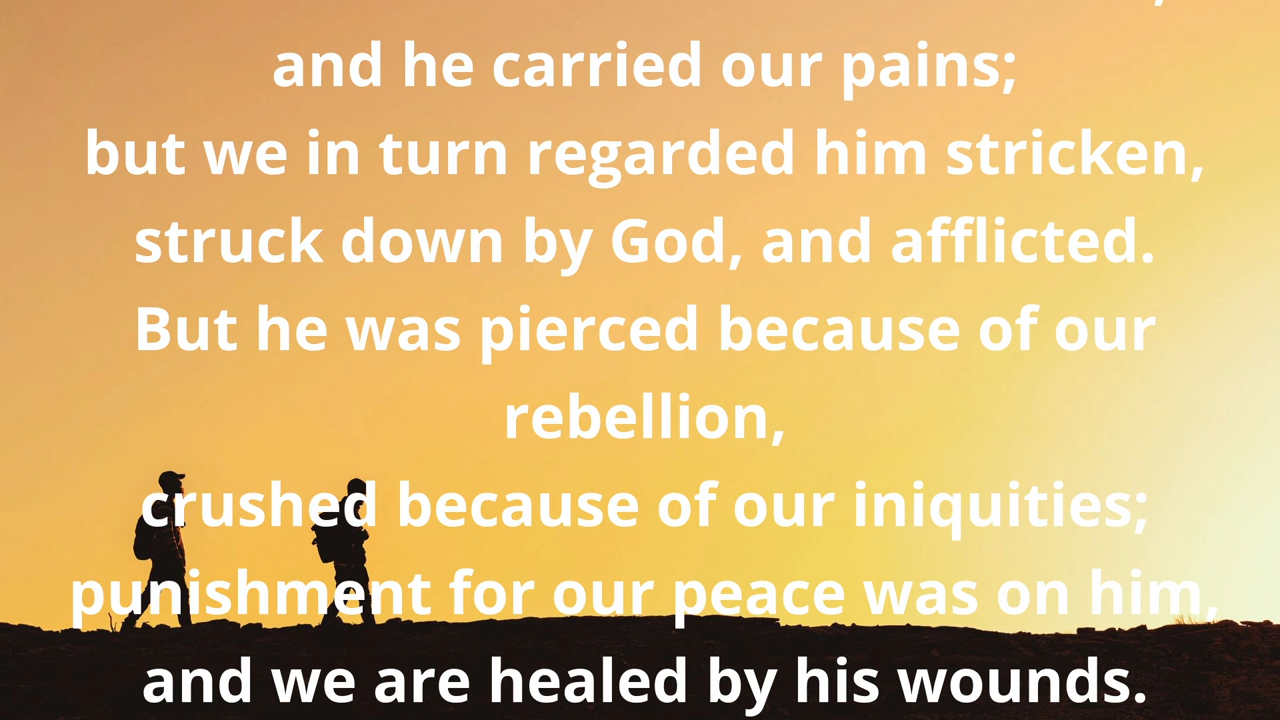 and he carried our pains;
but we in turn regarded him stricken,
struck down by God, and afflicted.
But he was pierced because of our
rebellion,
crushed because of our iniquities;
punishment for our peace was on him,
and we are healed by his wounds.